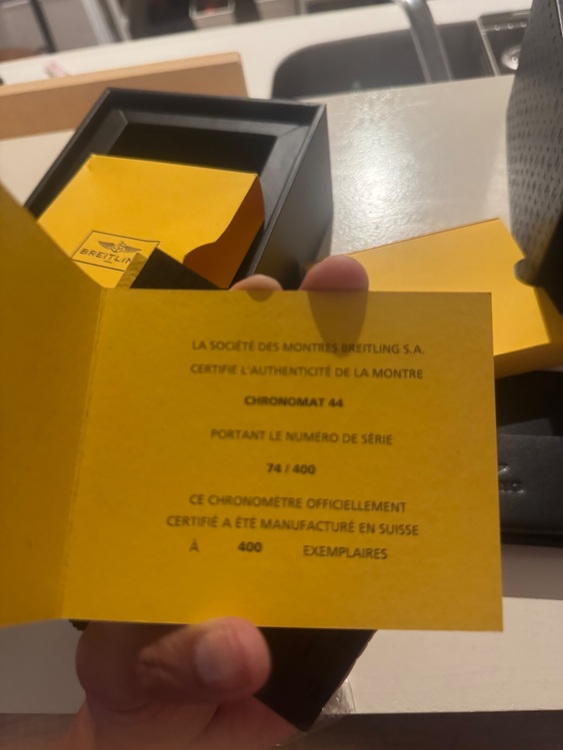 BREITLIN
LA SOCIÉTÉ DES MONTRES BREITLING S.A.
CERTIFIE L'AUTHENTICITÉ DE LA MONTRE
CHRONOMAT 44
PORTANT LE NUMÉRO DE SÉRIE
74 / 400
CE CHRONOMÈTRE OFFICIELLEMENT
CERTIFIÉ A ÉTÉ MANUFACTURÉ EN SUISSE
À 400 EXEMPLAIRES